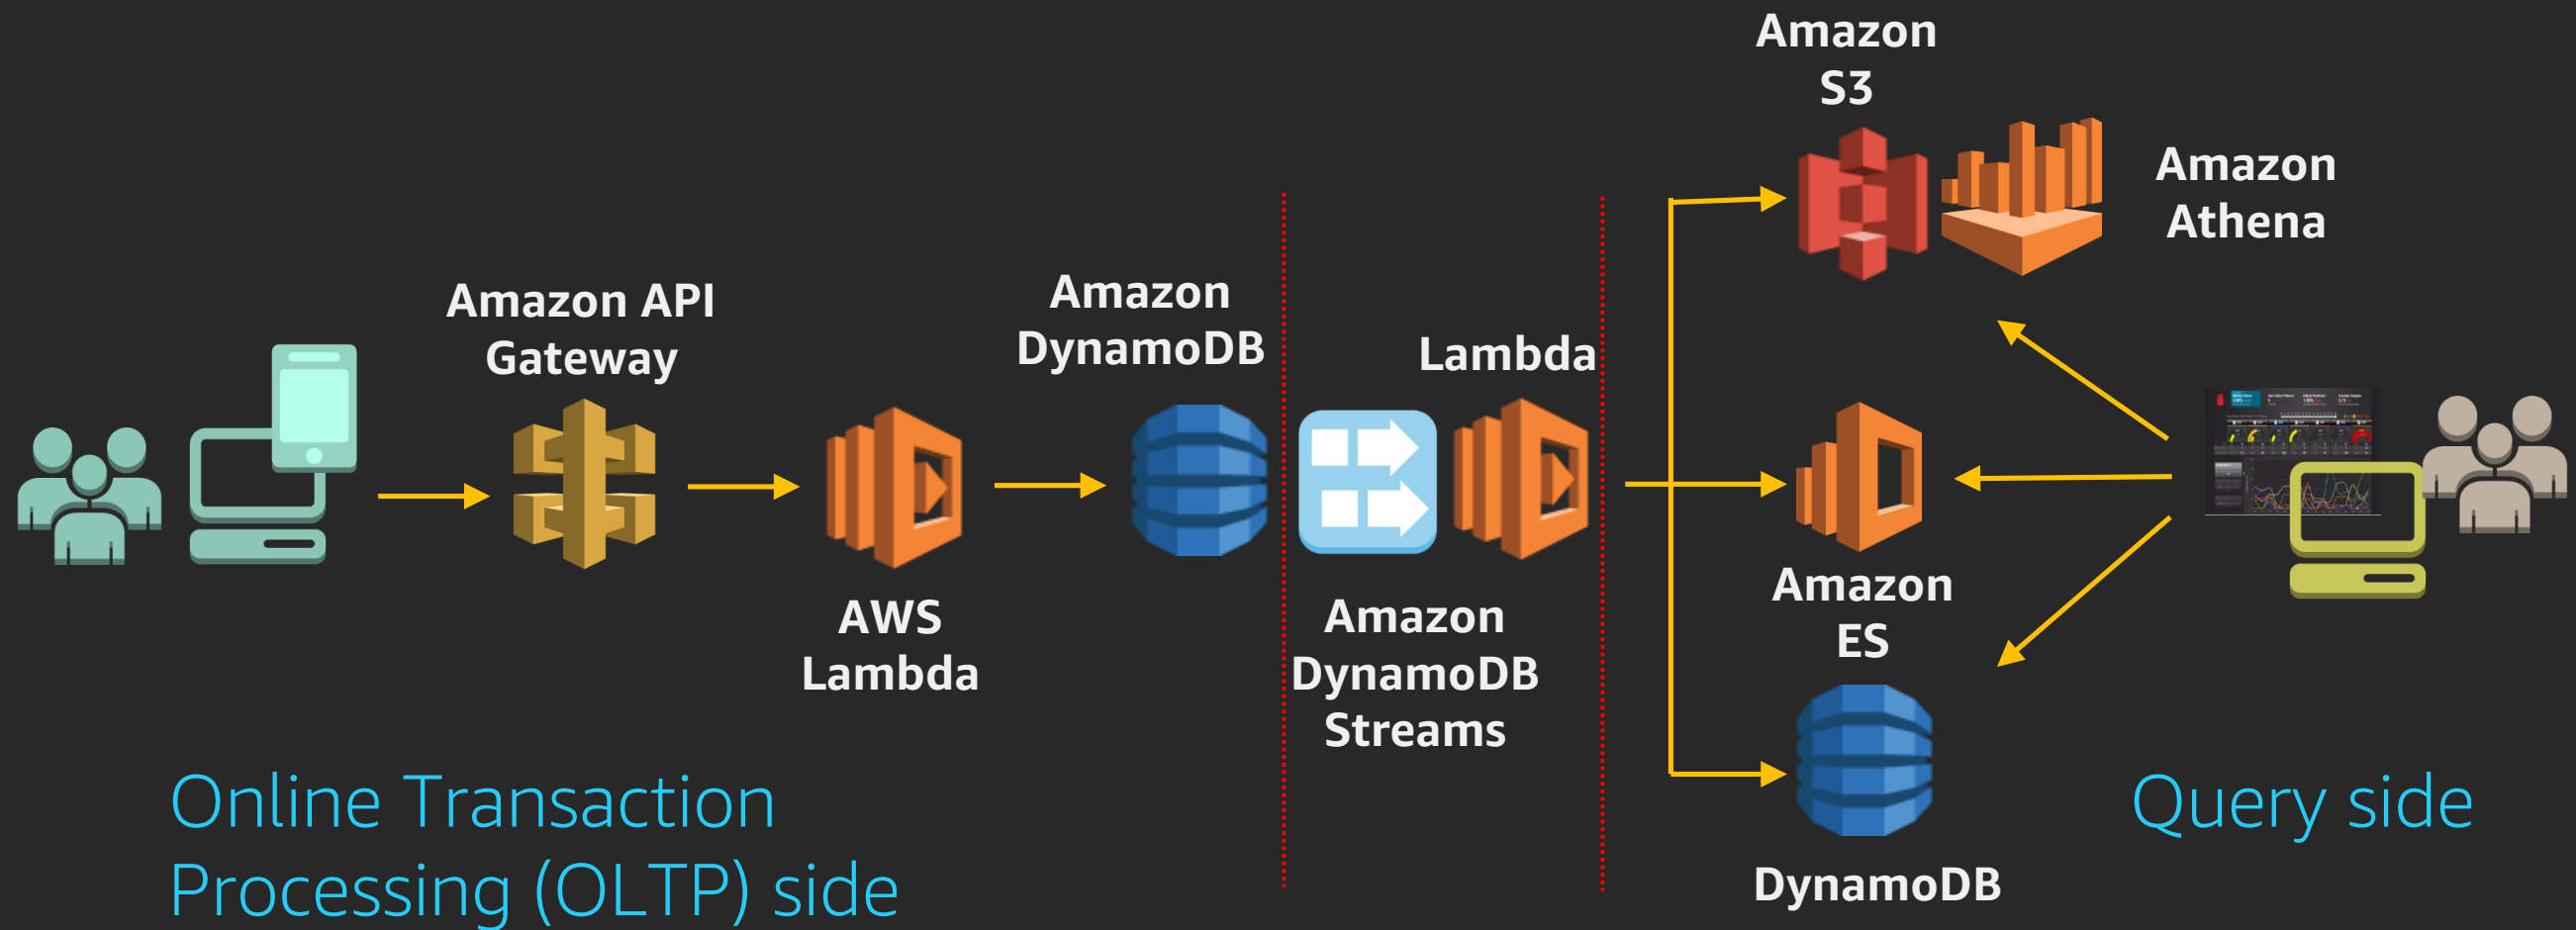 Amazon
S3
Amazon
Athena
Amazon API
Gateway
Amazon
DynamoDB
Lambda
AWS
Lambda
Amazon
DynamoDB
Streams
Amazon
ES
DynamoDB
Online Transaction
Processing (OLTP) side
Query side